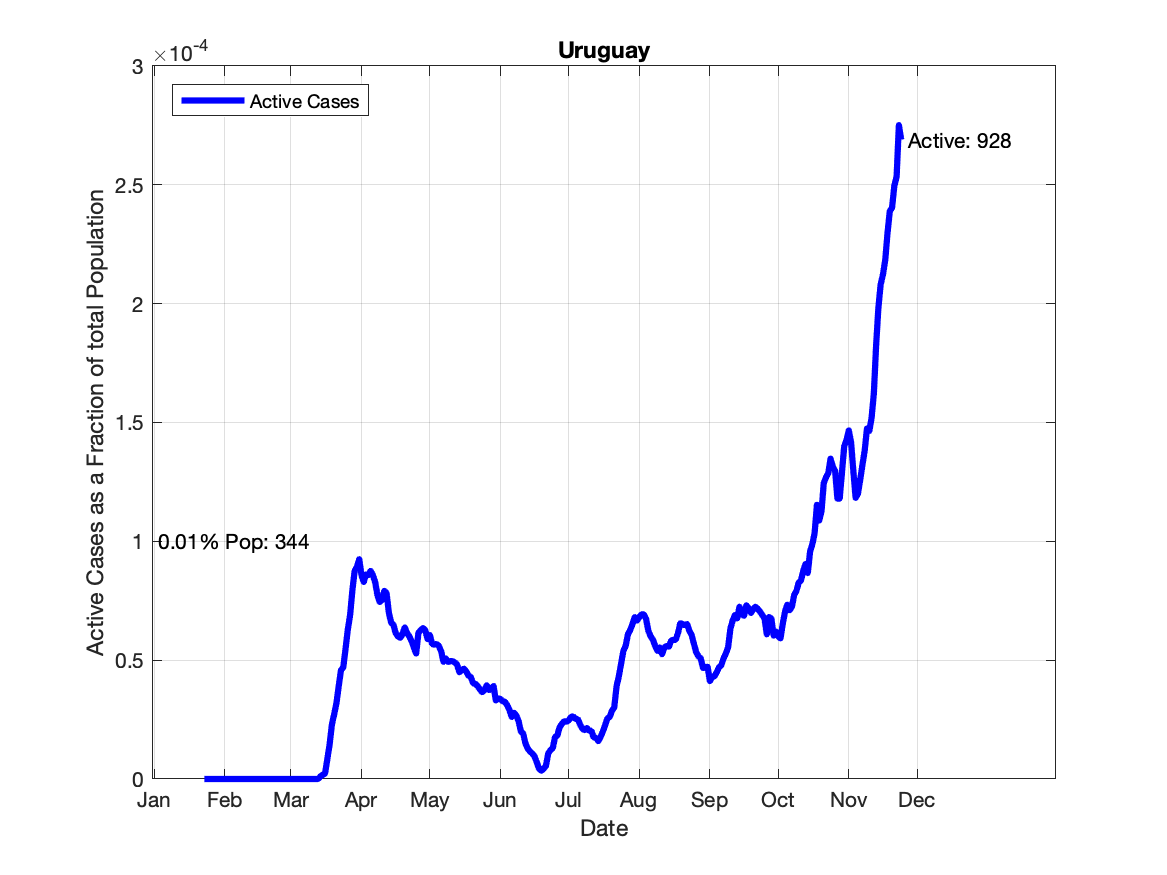 Uruguay
×10-4
3
2.5
2
1.5
1
0.5
0
Active Cases
Active: 928
0.01% Pop: 344
Active Cases as a Fraction of total Population
Jan Feb Mar Apr May Jun Jul Aug Sep Oct Nov Dec
Date